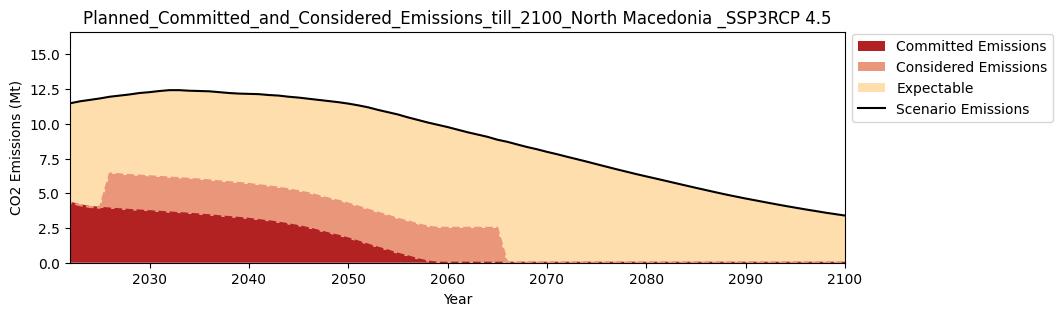 Planned_Committed_and_Considered_Emissions_till_2100_North Macedonia _SSP3RCP 4.5
15.0
12.5
10.0
7.5
5.0
2.5
0.0
CO2 Emissions (Mt)
2030 2040 2050 2060 2070 2080 2090 2100
Year
Committed Emissions
Considered Emissions
Expectable
Scenario Emissions